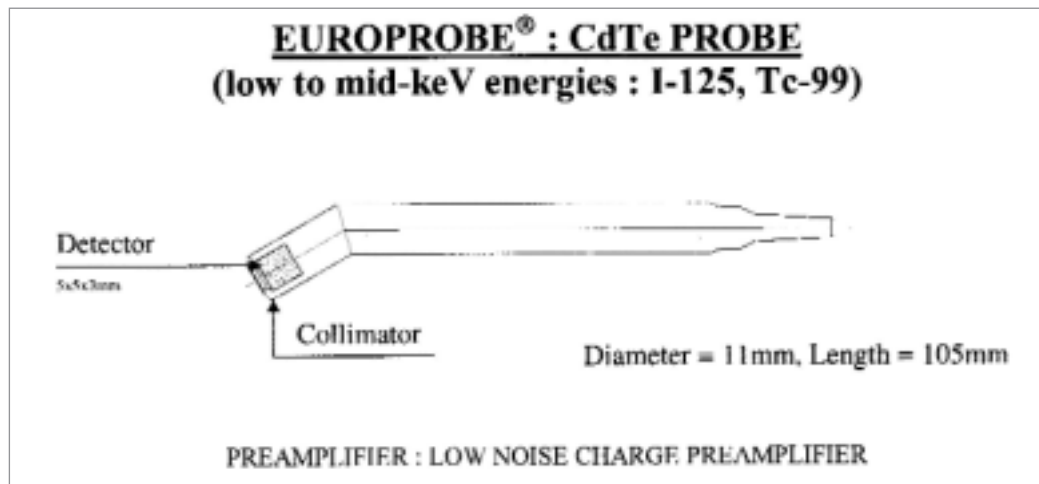 EUROPROBE® : CdTe PROBE
(low to mid-keV energies : I-125, Tc-99)
Detector
5x5x3mm
Collimator
Diameter = 11mm, Length = 105mm
PREAMPLIFIER : LOW NOISE CHARGE PREAMPLIFIER